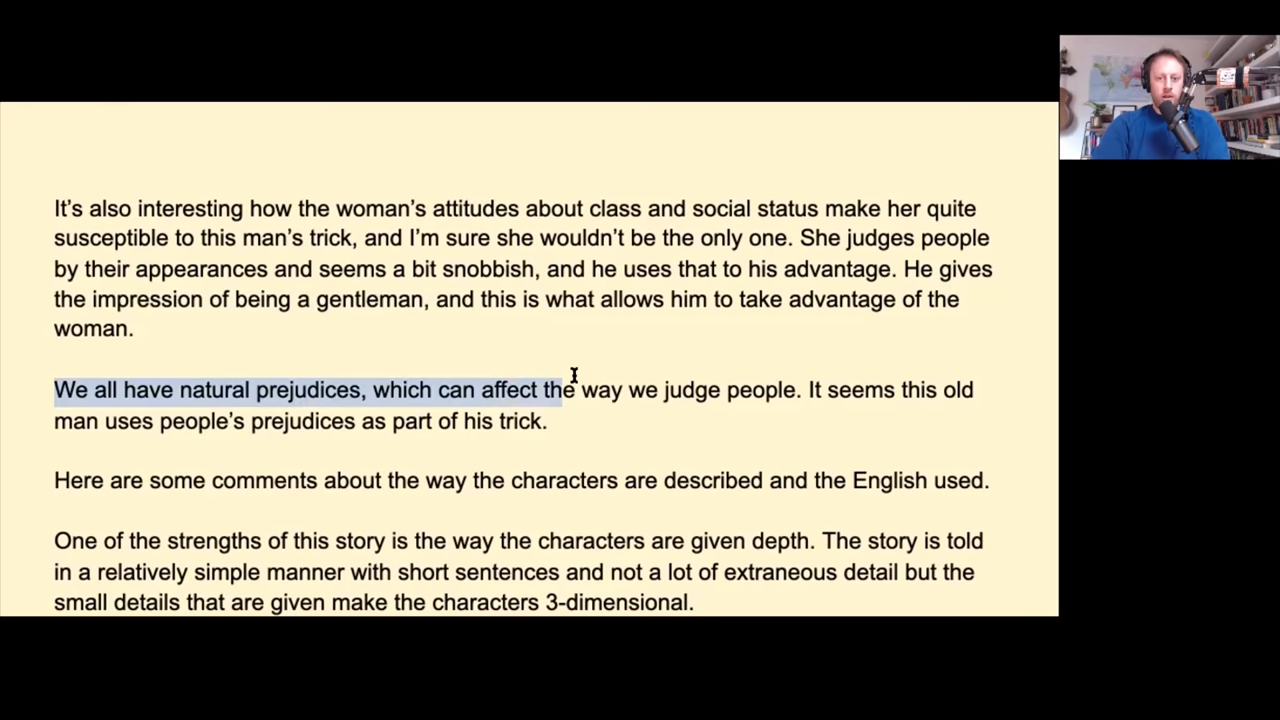 It’s also interesting how the woman’s attitudes about class and social status make her quite
susceptible to this man’s trick, and I’m sure she wouldn’t be the only one. She judges people
by their appearances and seems a bit snobbish, and he uses that to his advantage. He gives
the impression of being a gentleman, and this is what allows him to take advantage of the
woman.
We all have natural prejudices, which can affect the way we judge people. It seems this old
man uses people’s prejudices as part of his trick.
Here are some comments about the way the characters are described and the English used.
One of the strengths of this story is the way the characters are given depth. The story is told
in a relatively simple manner with short sentences and not a lot of extraneous detail but the
small details that are given make the characters 3-dimensional.